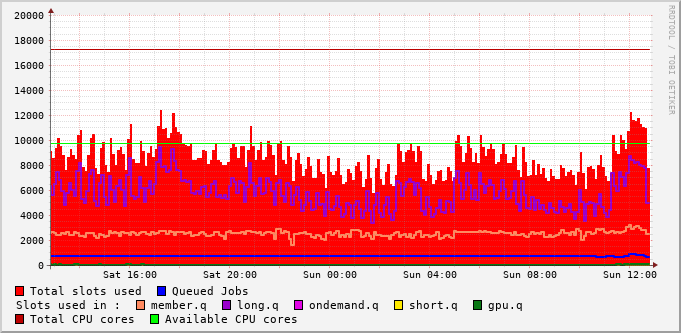 20000
18000
16000
14000
12000
10000
8000
6000
4000
2000
0
Sat 16:00 Sat 20:00 Sun 00:00 Sun 04:00 Sun 08:00 Sun 12:00
RRDTOOL / TOBI OETIKER
Total slots used Queued Jobs
Slots used in : member.q long.q ondemand.q short.q gpu.q
Total CPU cores Available CPU cores